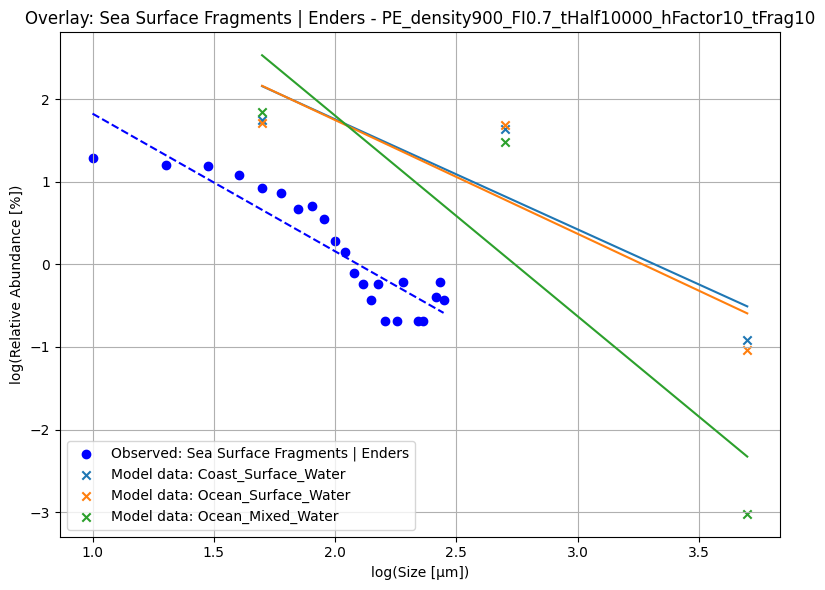 Overlay: Sea Surface Fragments | Enders - PE_density900_FI0.7_tHalf10000_hFactor10_tFrag10
log(Relative Abundance [%])
2
1
0
−1
−2
−3
Observed: Sea Surface Fragments | Enders
Model data: Coast_Surface_Water
Model data: Ocean_Surface_Water
Model data: Ocean_Mixed_Water
1.0 1.5 2.0 2.5 3.0 3.5
log(Size [µm])